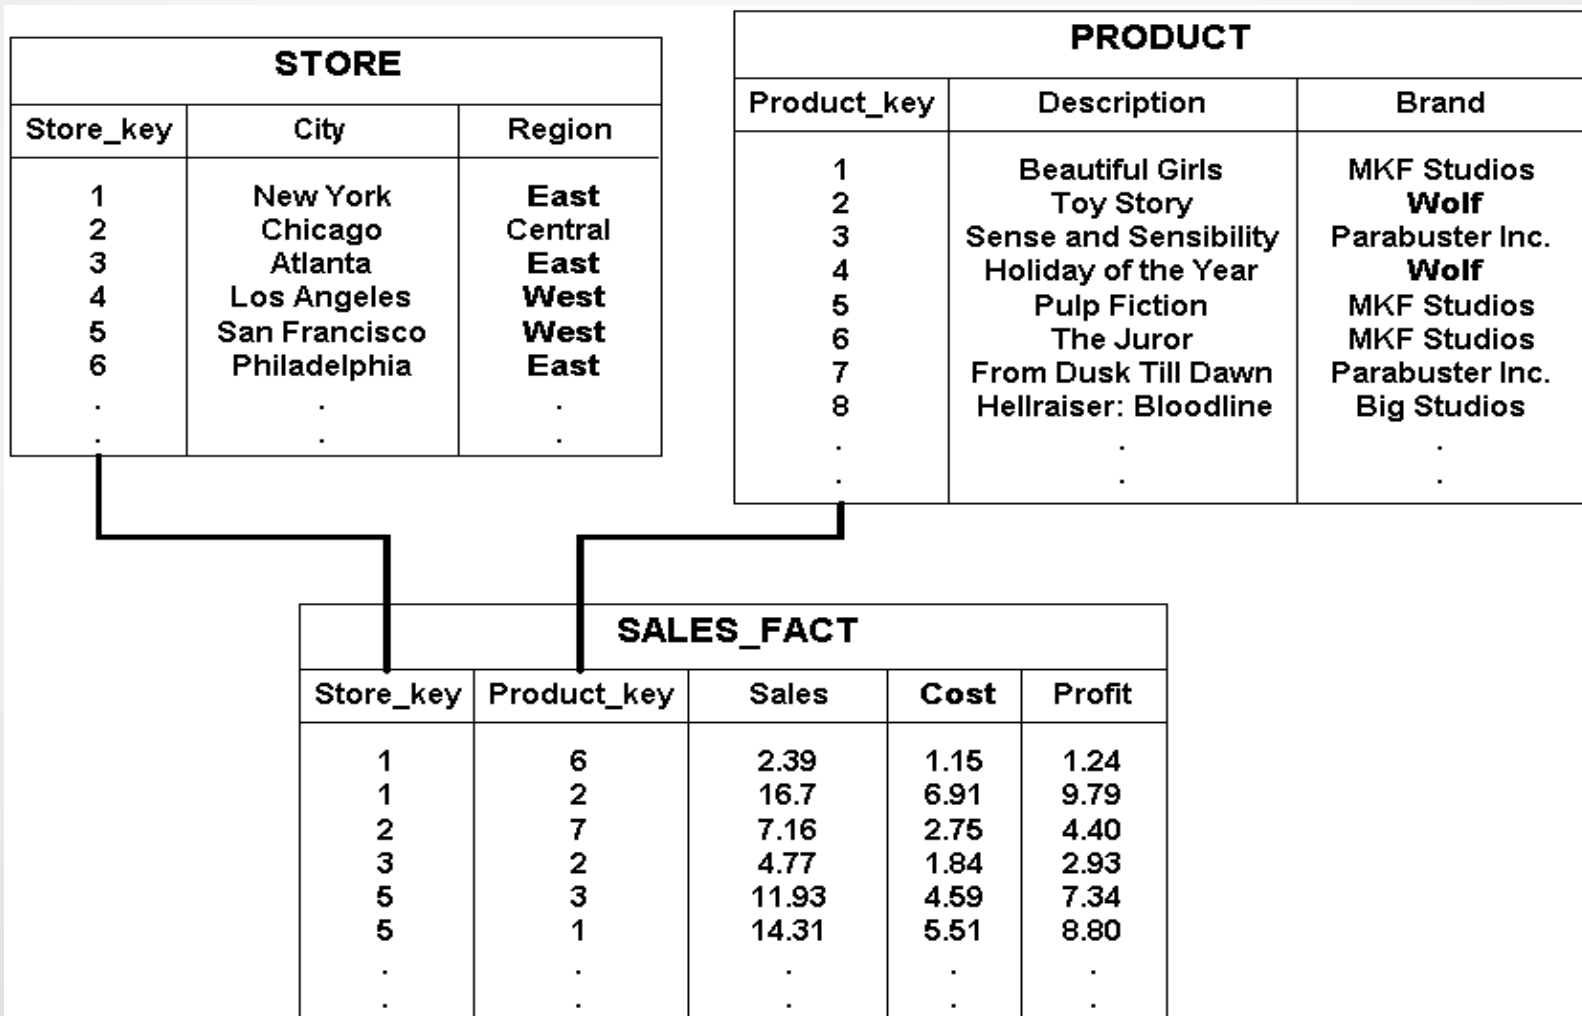 STORE
Store_key City Region
1 New York East
2 Chicago Central
3 Atlanta East
4 Los Angeles West
5 San Francisco West
6 Philadelphia East
. . .
. . .
PRODUCT
Product_key Description Brand
1 Beautiful Girls MKF Studios
2 Toy Story Wolf
3 Sense and Sensibility Parabuster Inc.
4 Holiday of the Year Wolf
5 Pulp Fiction MKF Studios
6 The Juror MKF Studios
7 From Dusk Till Dawn Parabuster Inc.
8 Hellraiser: Bloodline Big Studios
. . .
. . .
SALES_FACT
Store_key Product_key Sales Cost Profit
1 6 2.39 1.15 1.24
1 2 16.7 6.91 9.79
2 7 7.16 2.75 4.40
3 2 4.77 1.84 2.93
5 3 11.93 4.59 7.34
5 1 14.31 5.51 8.80
. . . . .
. . . . .